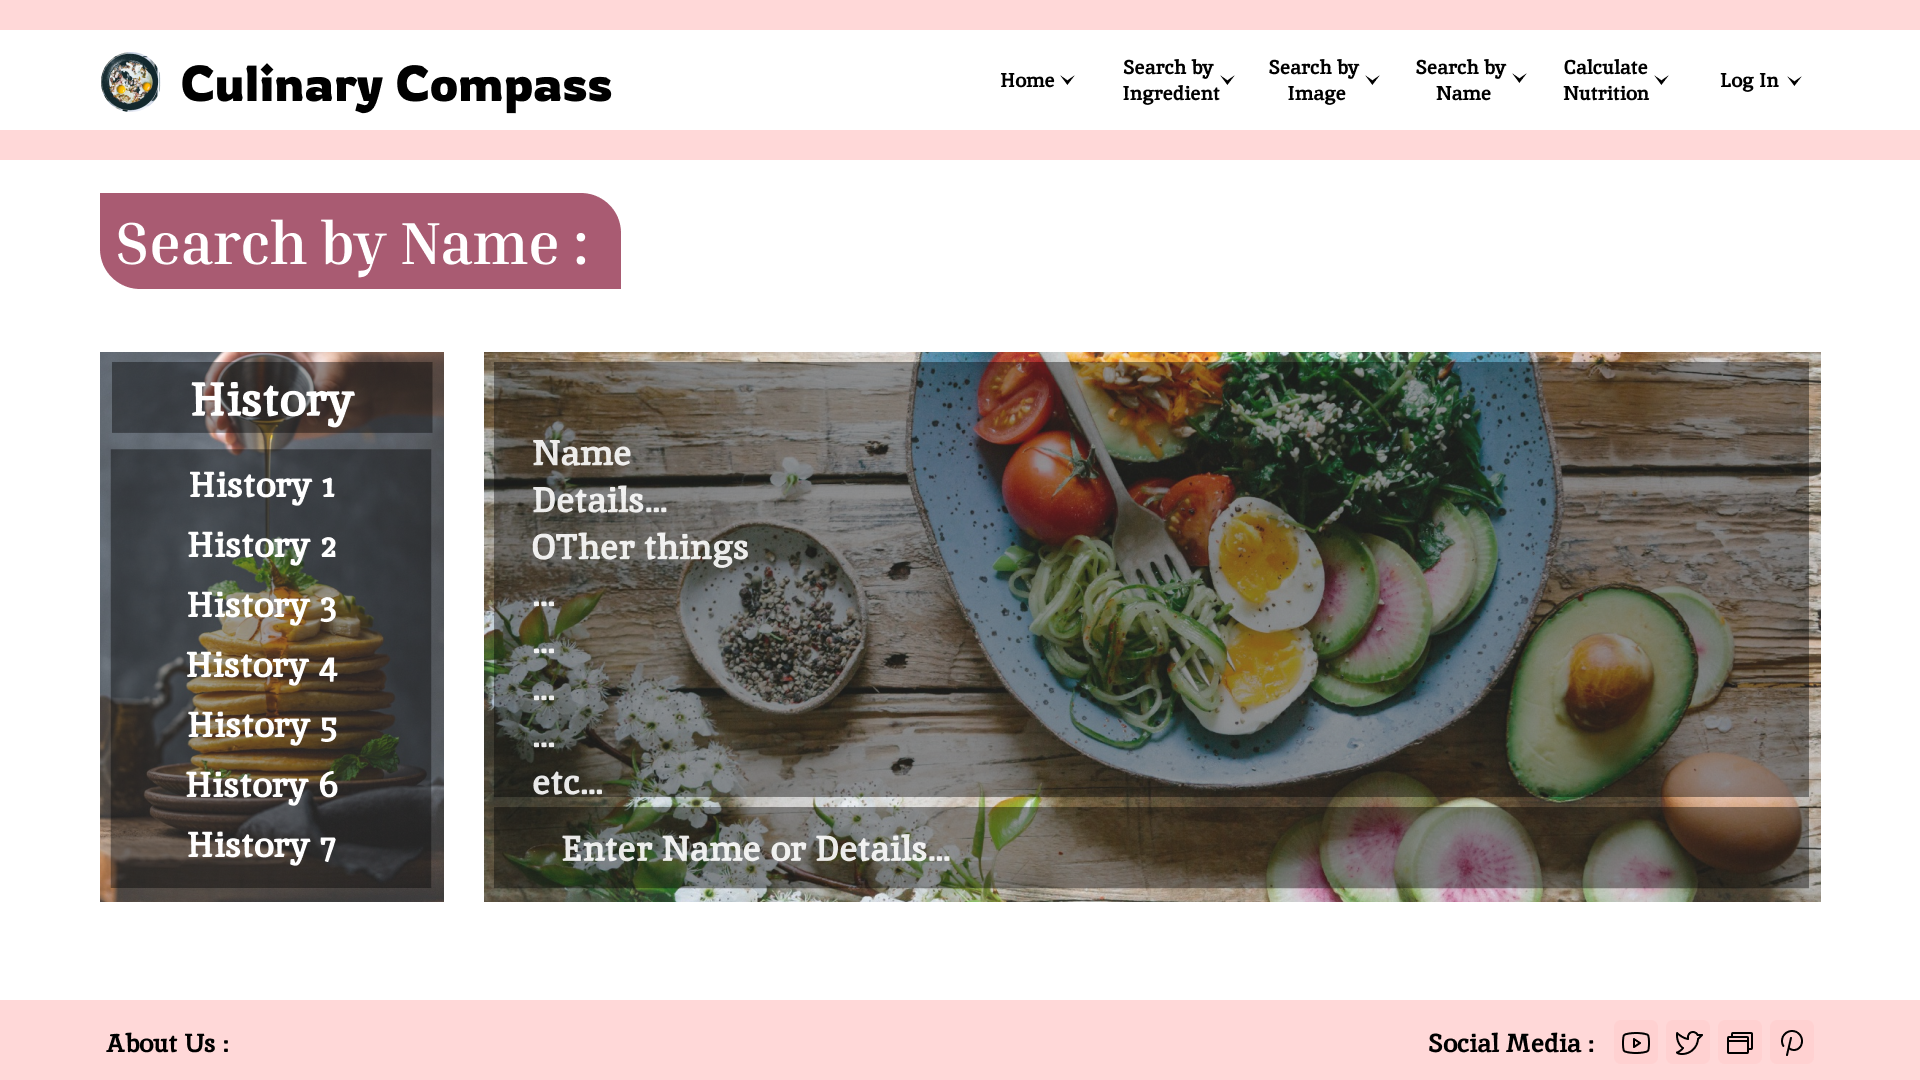 Culinary Compass
Home
Search by
Ingredient
Search by
Image
Search by
Name
Calculate
Nutrition
Log In
Search by Name :
History
History 1
History 2
History 3
History 4
History 5
History 6
History 7
Name
Details...
OTher things
...
...
...
...
etc...
Enter Name or Details...
About Us :
Social Media :